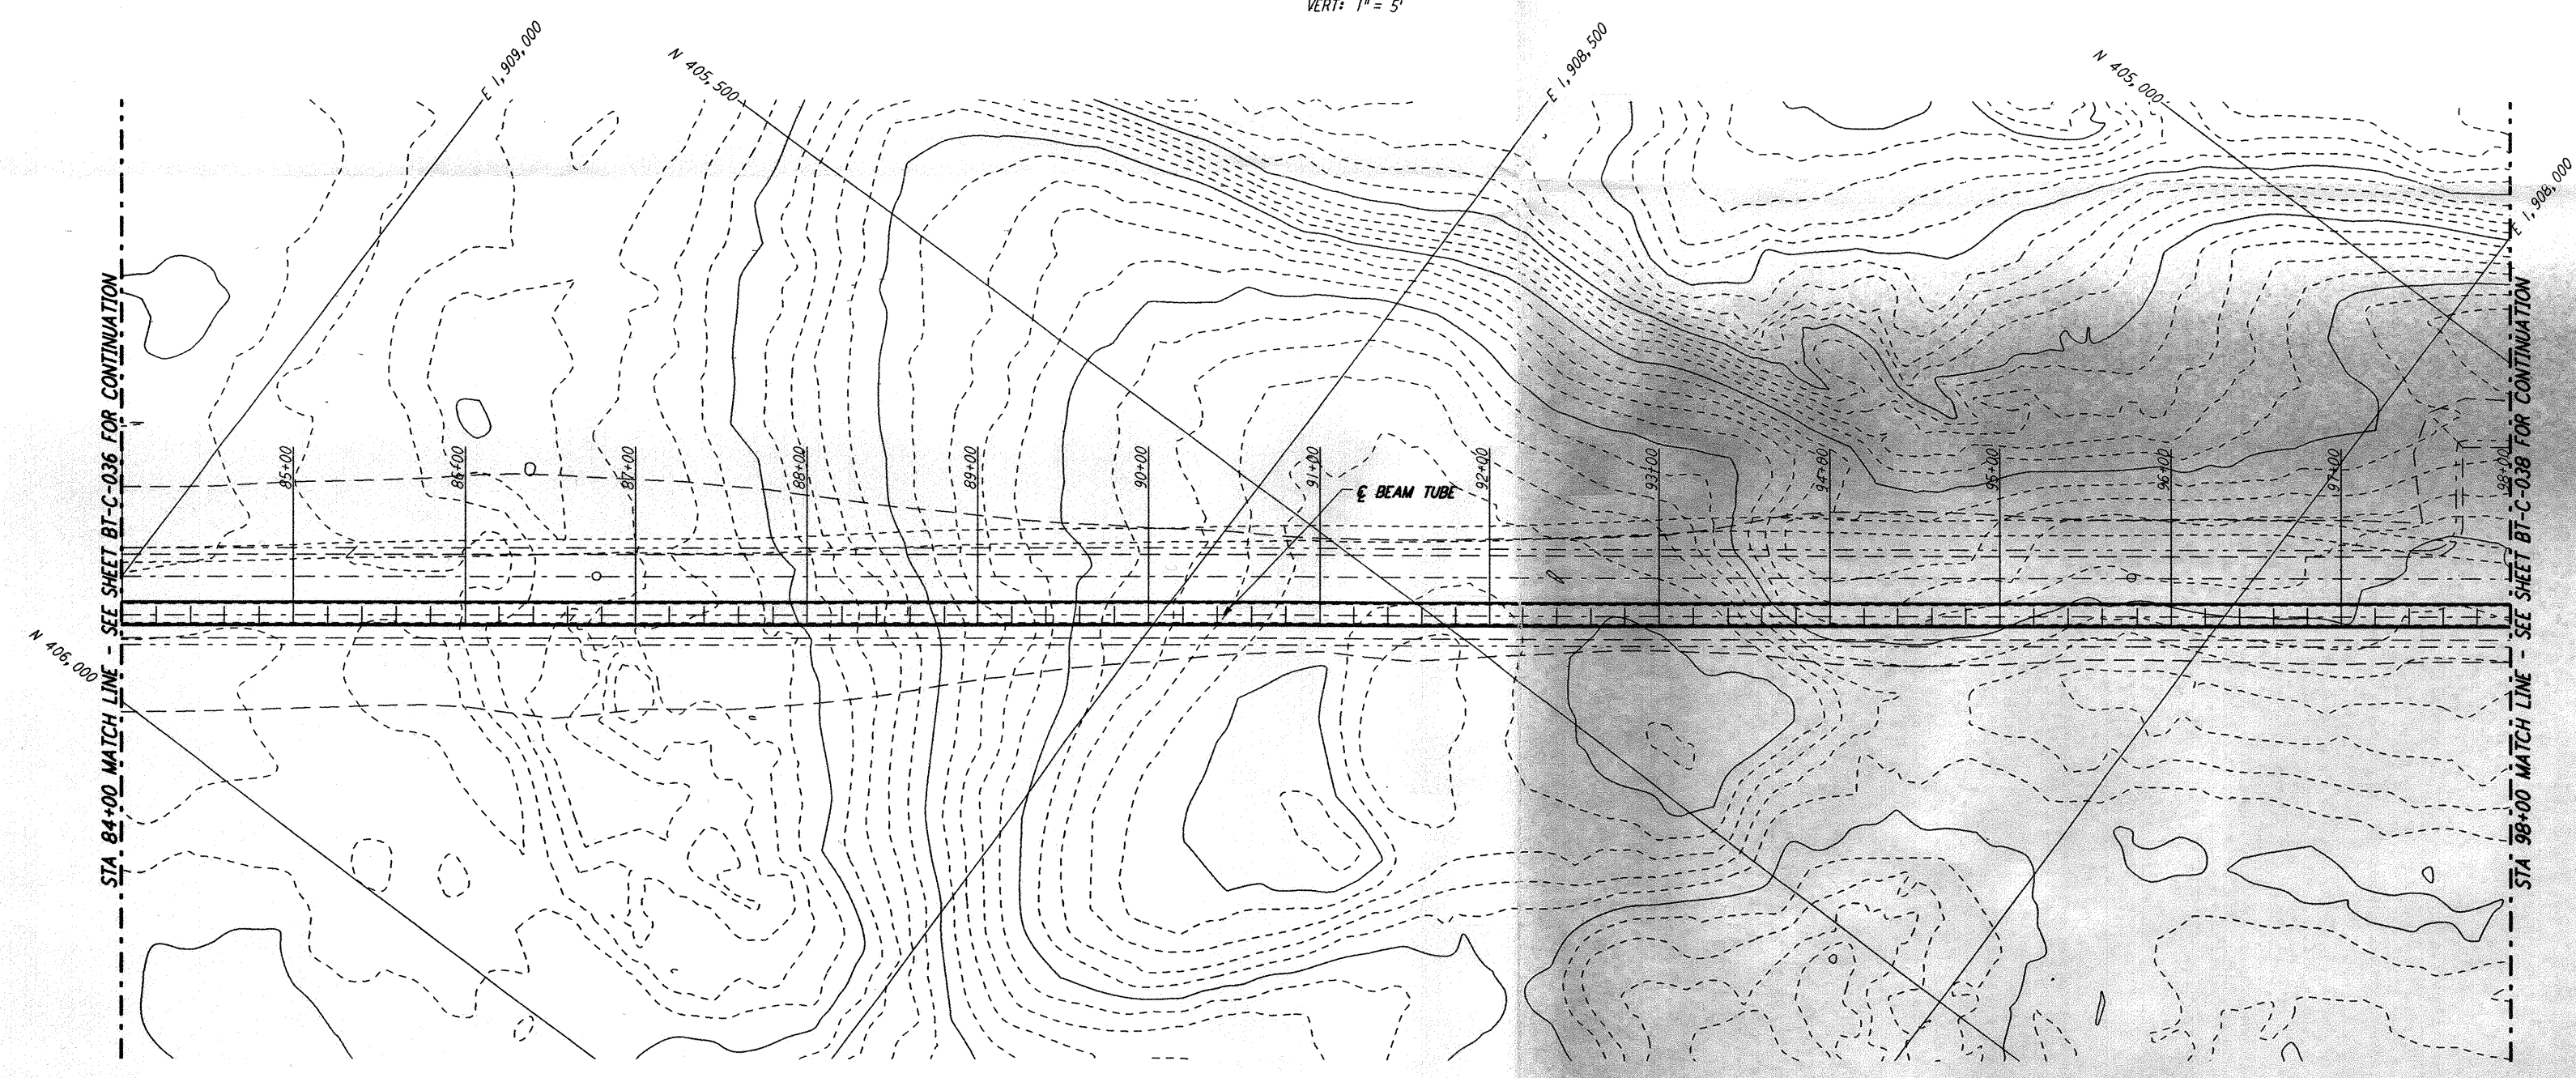 VERT: 1" = 5'
E 1,909,000
N 405,500
E 1,908,500
N 405,000
E 1,908,000
N 406,000
STA 84+00 MATCH LINE - SEE SHEET BT-C-036 FOR CONTINUATION
85+00
86+00
87+00
88+00
89+00
90+00
91+00
℄ BEAM TUBE
92+00
93+00
94+00
95+00
96+00
97+00
98+00
STA 98+00 MATCH LINE - SEE SHEET BT-C-038 FOR CONTINUATION